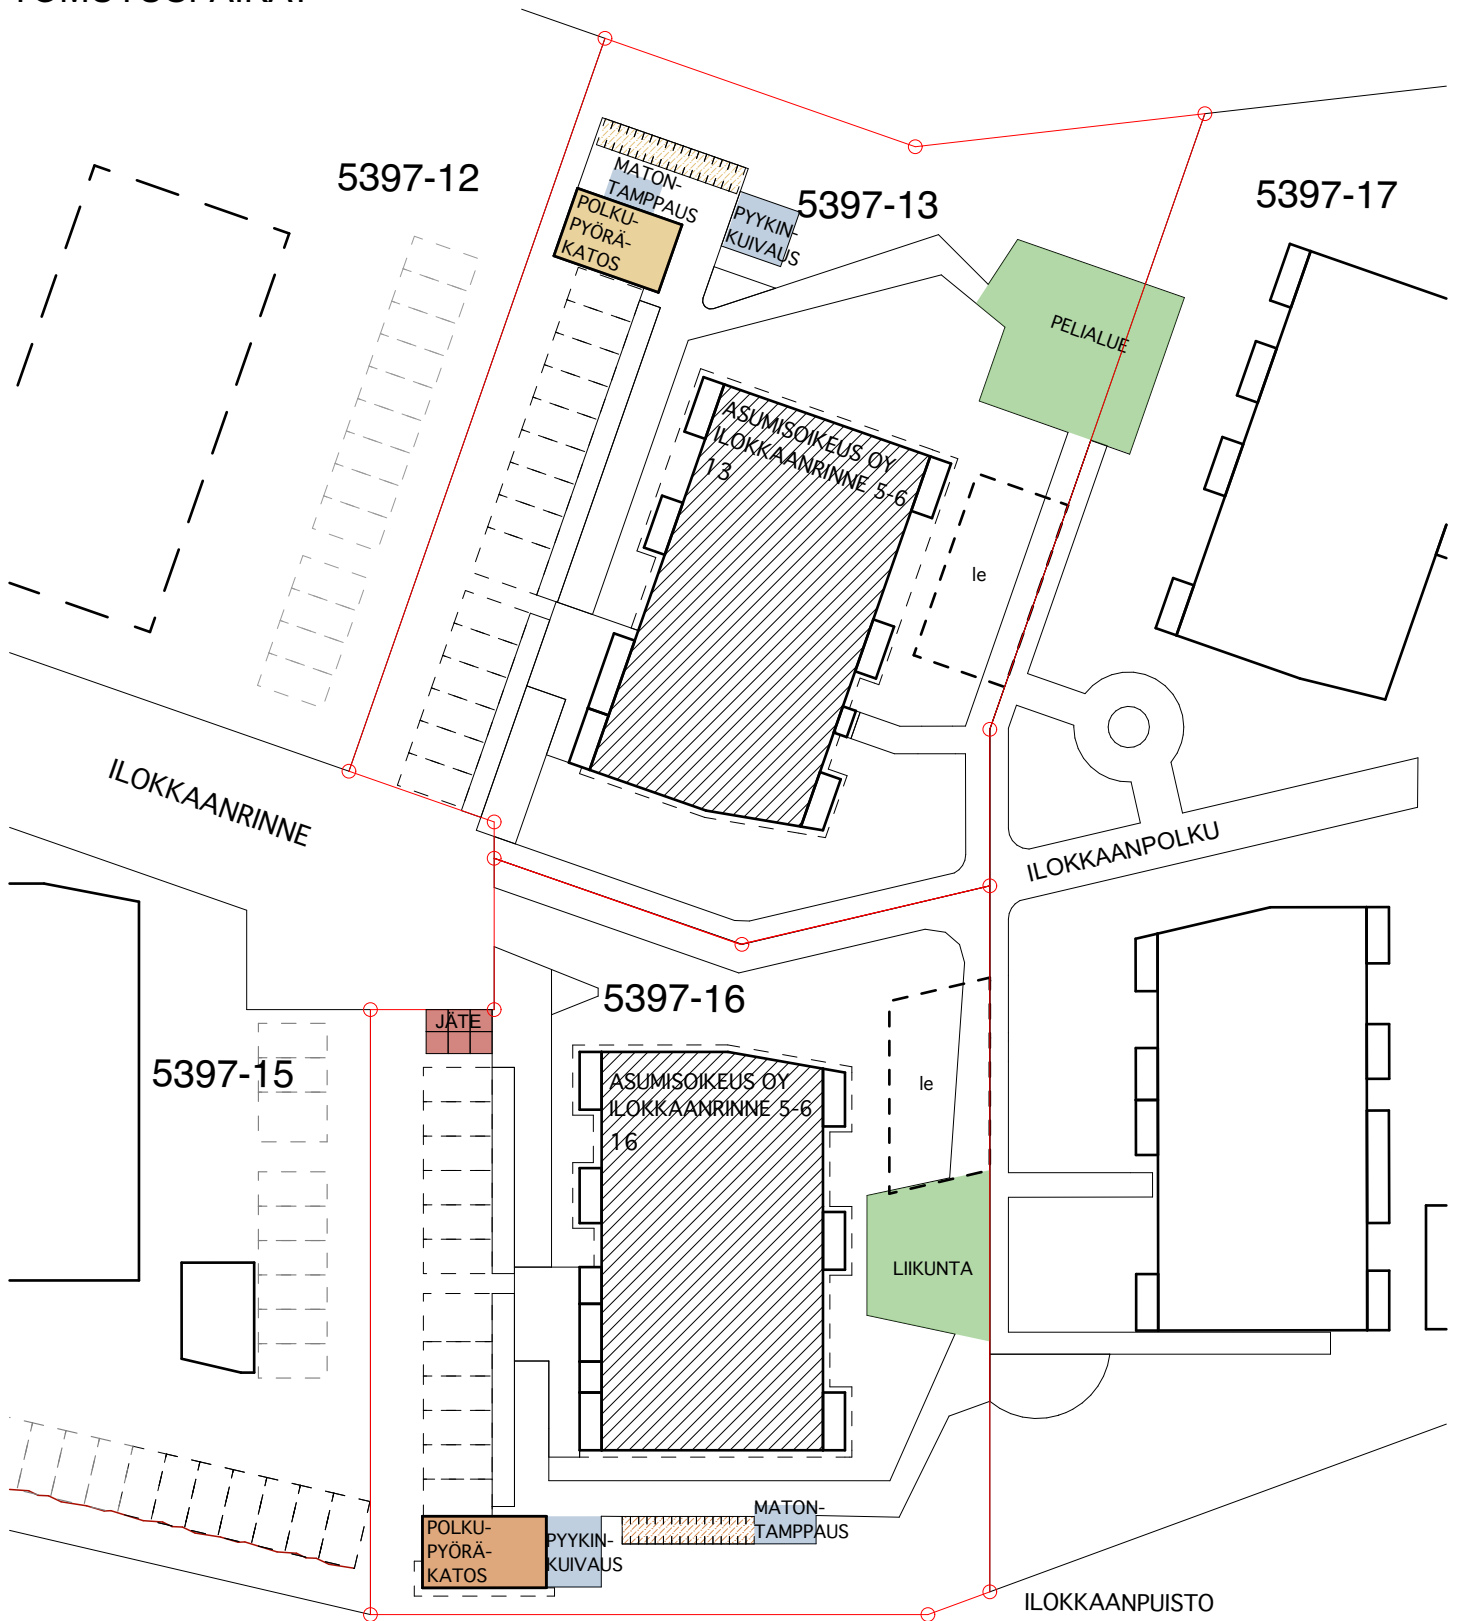 5397-12
MATON-
TAMPPAUS
5397-13
5397-17
POLKU-
PYÖRÄ-
KATOS
PYYKIN-
KUIVAUS
PELIALUE
ASUMISOIKEUS OY
ILOKKAANRINNE 5-6
13
le
ILOKKAANRINNE
ILOKKAANPOLKU
5397-16
JÄTE
5397-15
ASUMISOIKEUS OY
ILOKKAANRINNE 5-6
16
le
LIIKUNTA
POLKU-
PYÖRÄ-
KATOS
PYYKIN-
KUIVAUS
MATON-
TAMPPAUS
ILOKKAANPUISTO